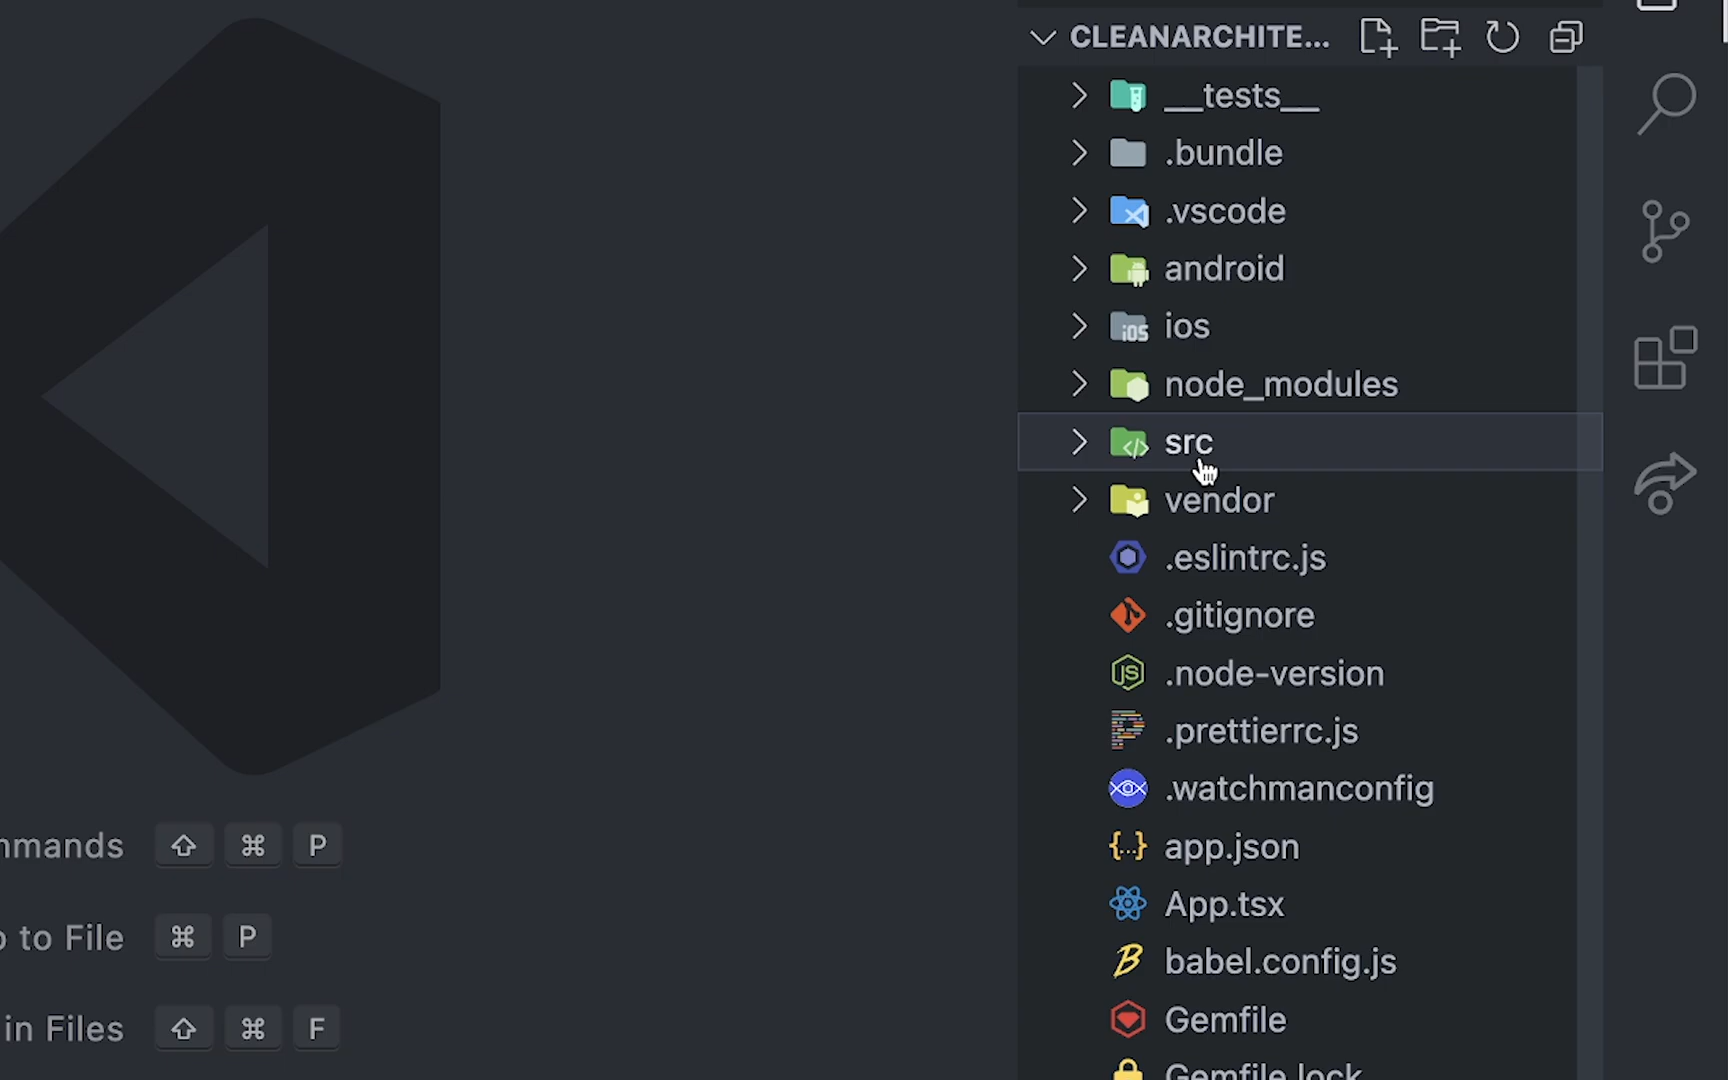 CLEANARCHITE...
__tests__
.bundle
.vscode
android
ios
node_modules
src
vendor
.eslintrc.js
.gitignore
.node-version
.prettierrc.js
.watchmanconfig
app.json
App.tsx
babel.config.js
Gemfile
Gemfile.lock
mmands ⇧ ⌘ P
o to File ⌘ P
in Files ⇧ ⌘ F